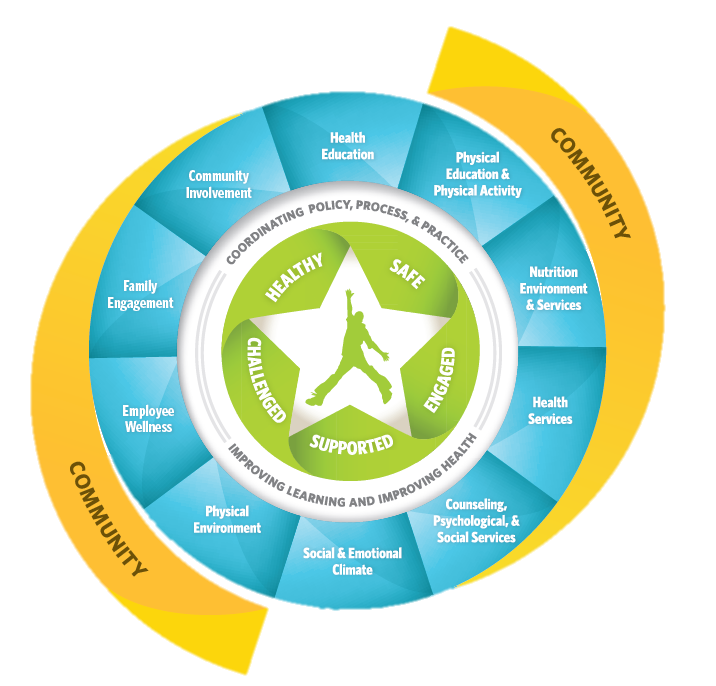 COMMUNITY
Health
Education
Physical
Education &
Physical Activity
Nutrition
Environment
& Services
Health
Services
Counseling,
Psychological, &
Social Services
Social & Emotional
Climate
Physical
Environment
Employee
Wellness
Family
Engagement
Community
Involvement
COORDINATING POLICY, PROCESS, & PRACTICE
IMPROVING LEARNING AND IMPROVING HEALTH
HEALTHY
SAFE
ENGAGED
SUPPORTED
CHALLENGED
COMMUNITY